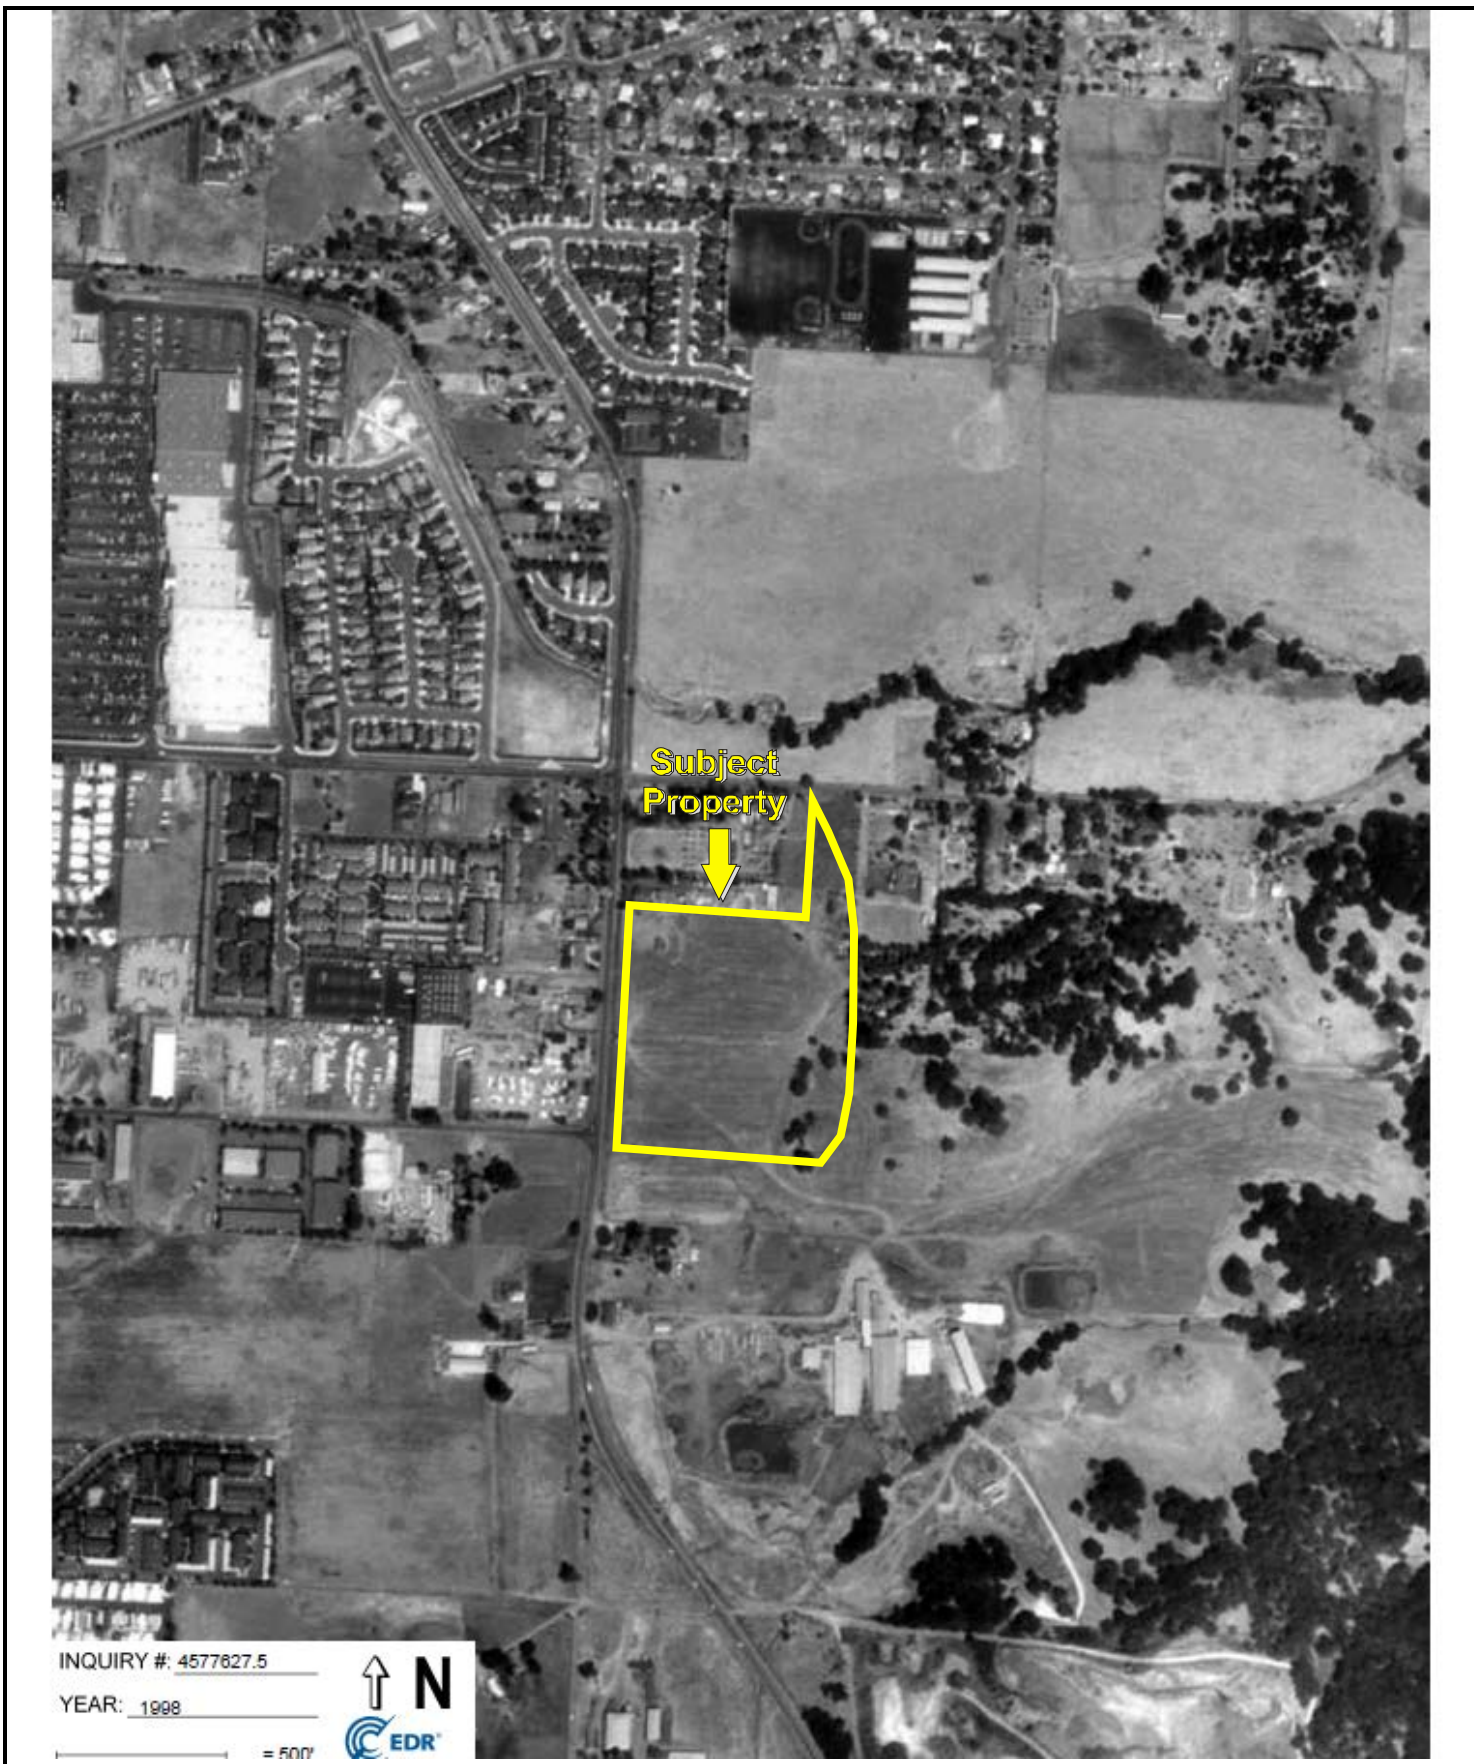 Subject
Property
INQUIRY #: 4577627.5
YEAR: 1998
N
= 500'
EDR®